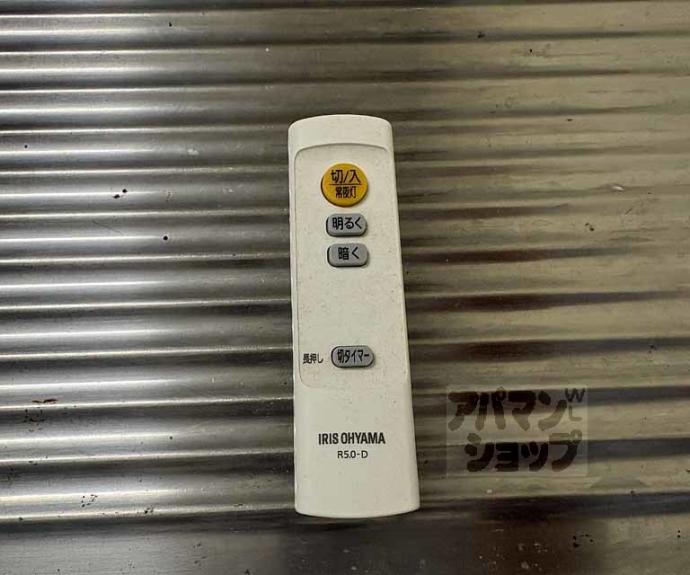 切/入
常夜灯
明るく
暗く
長押し 切タイマー
IRIS OHYAMA
R5.0-D
アパマン
ショップ